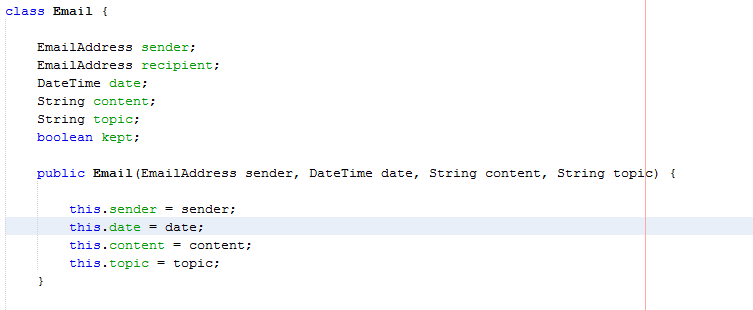 class Email {
EmailAddress sender;
EmailAddress recipient;
DateTime date;
String content;
String topic;
boolean kept;
public Email(EmailAddress sender, DateTime date, String content, String topic) {
this.sender = sender;
this.date = date;
this.content = content;
this.topic = topic;
}